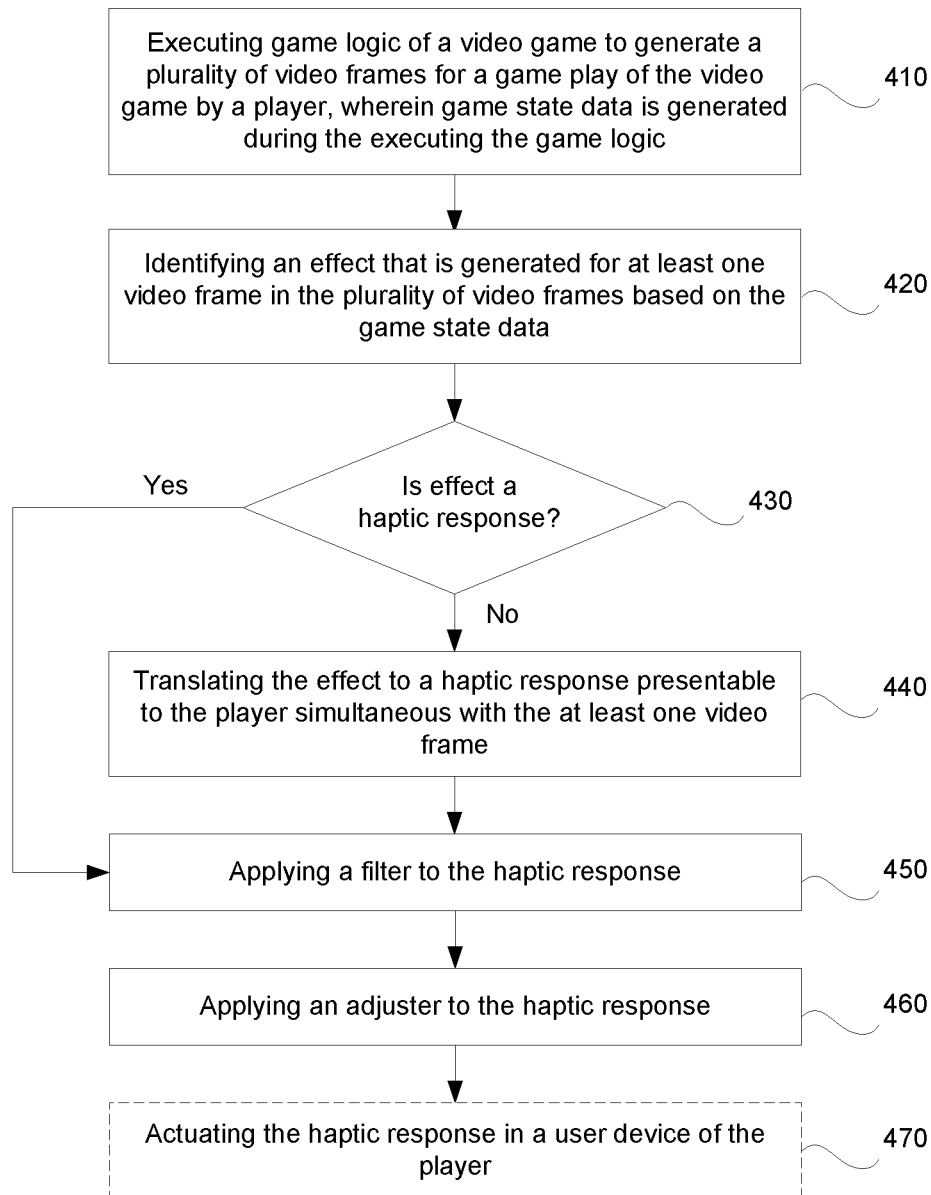 Executing game logic of a video game to generate a
plurality of video frames for a game play of the video
game by a player, wherein game state data is generated
during the executing the game logic
410
Identifying an effect that is generated for at least one
video frame in the plurality of video frames based on the
game state data
420
Yes
Is effect a
haptic response?
430
No
Translating the effect to a haptic response presentable
to the player simultaneous with the at least one video
frame
440
Applying a filter to the haptic response
450
Applying an adjuster to the haptic response
460
Actuating the haptic response in a user device of the
player
470